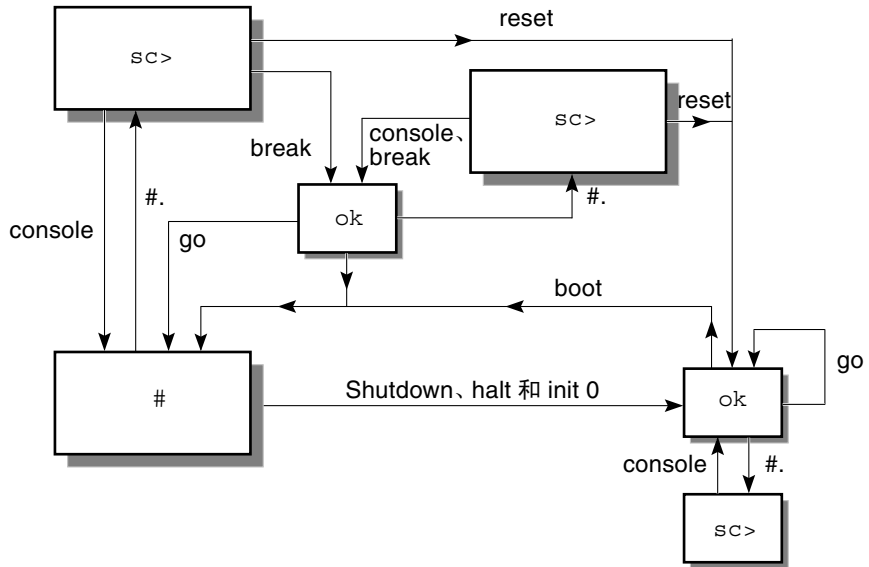 reset
sc>
reset
sc>
console、
break
break
#.
#.
ok
console
go
boot
#
Shutdown、halt 和 init 0
go
ok
console
#.
sc>